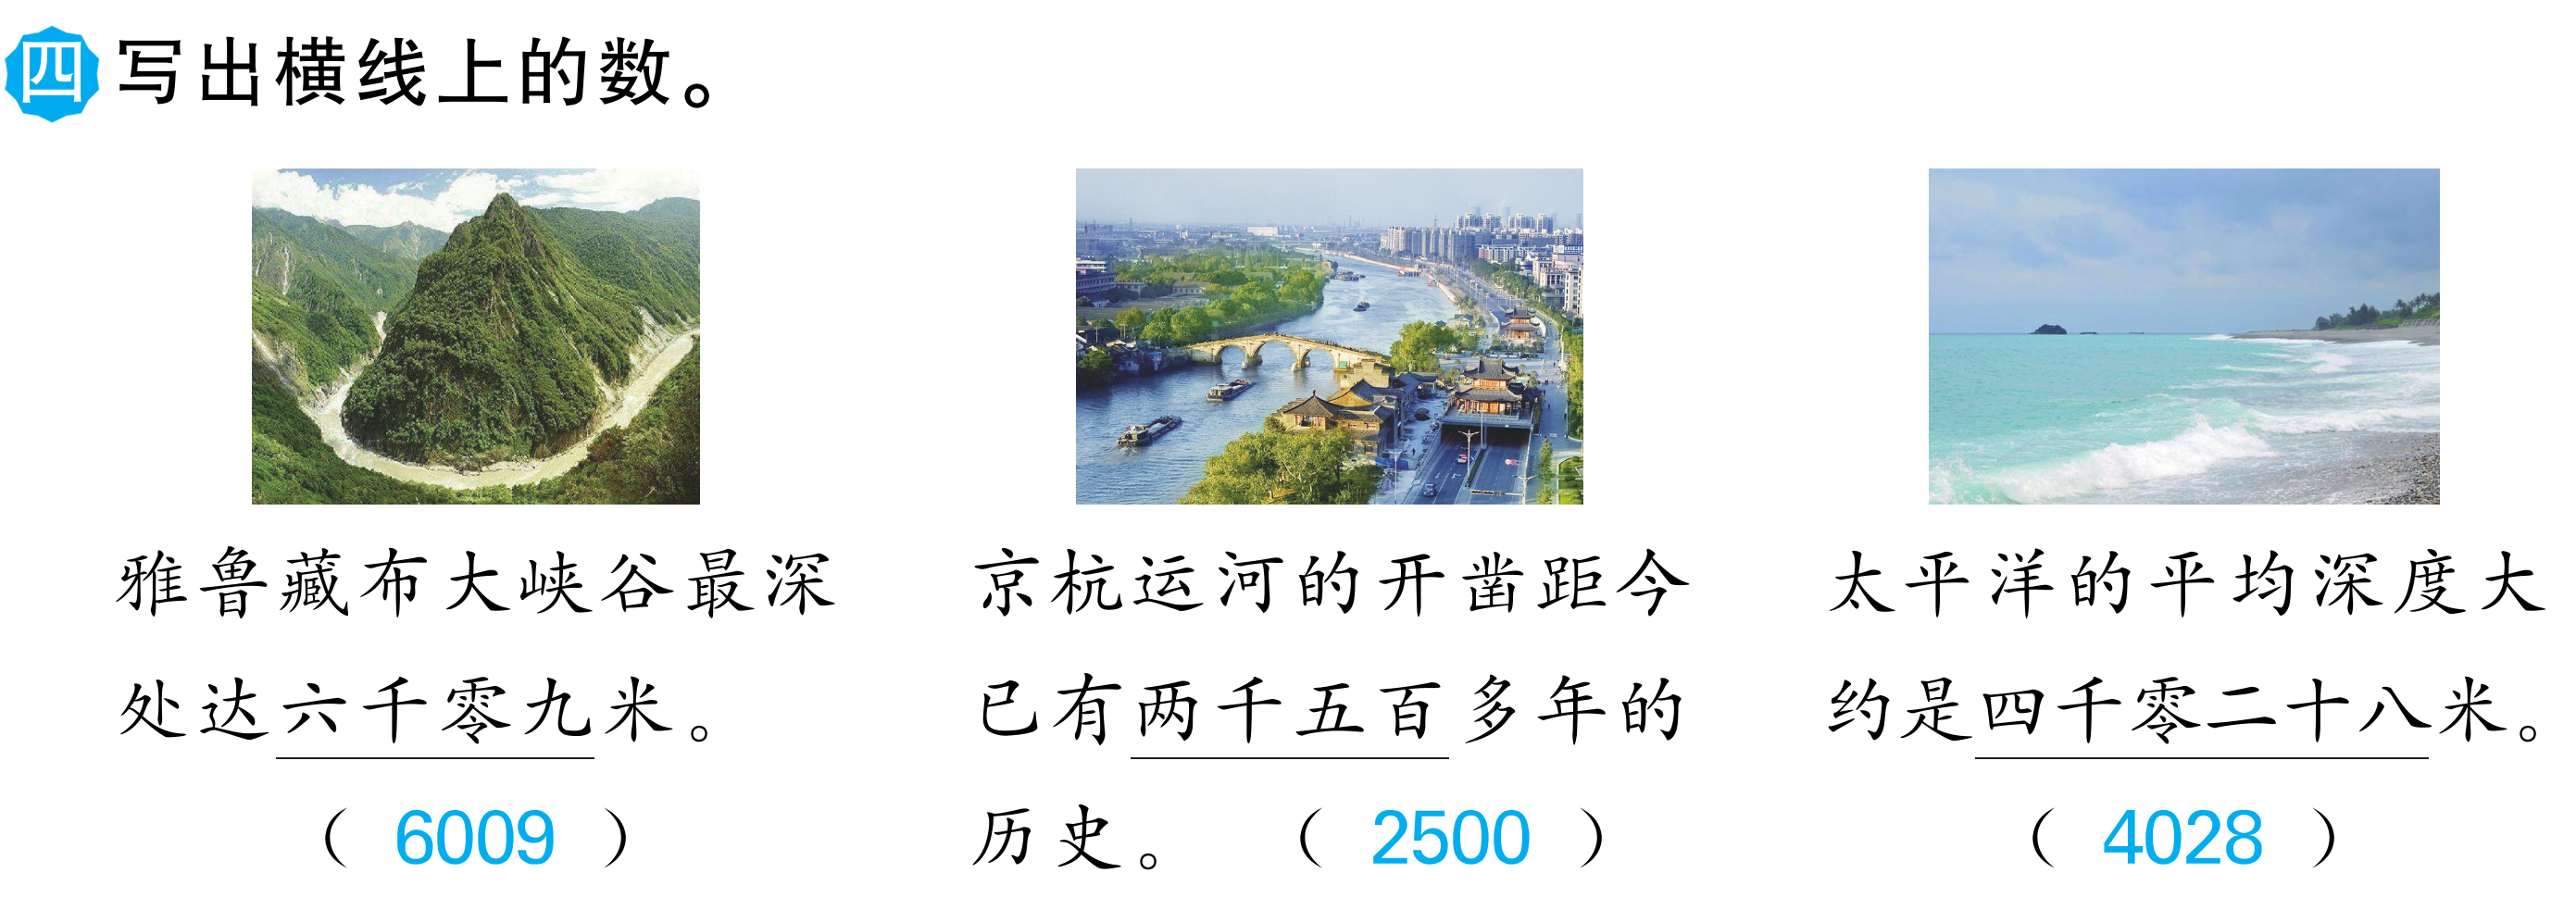 四 写出横线上的数。
雅鲁藏布大峡谷最深
处达六千零九米。
（ 6009 ）
京杭运河的开凿距今
已有两千五百多年的
历史。 （ 2500 ）
太平洋的平均深度大
约是四千零二十八米。
（ 4028 ）